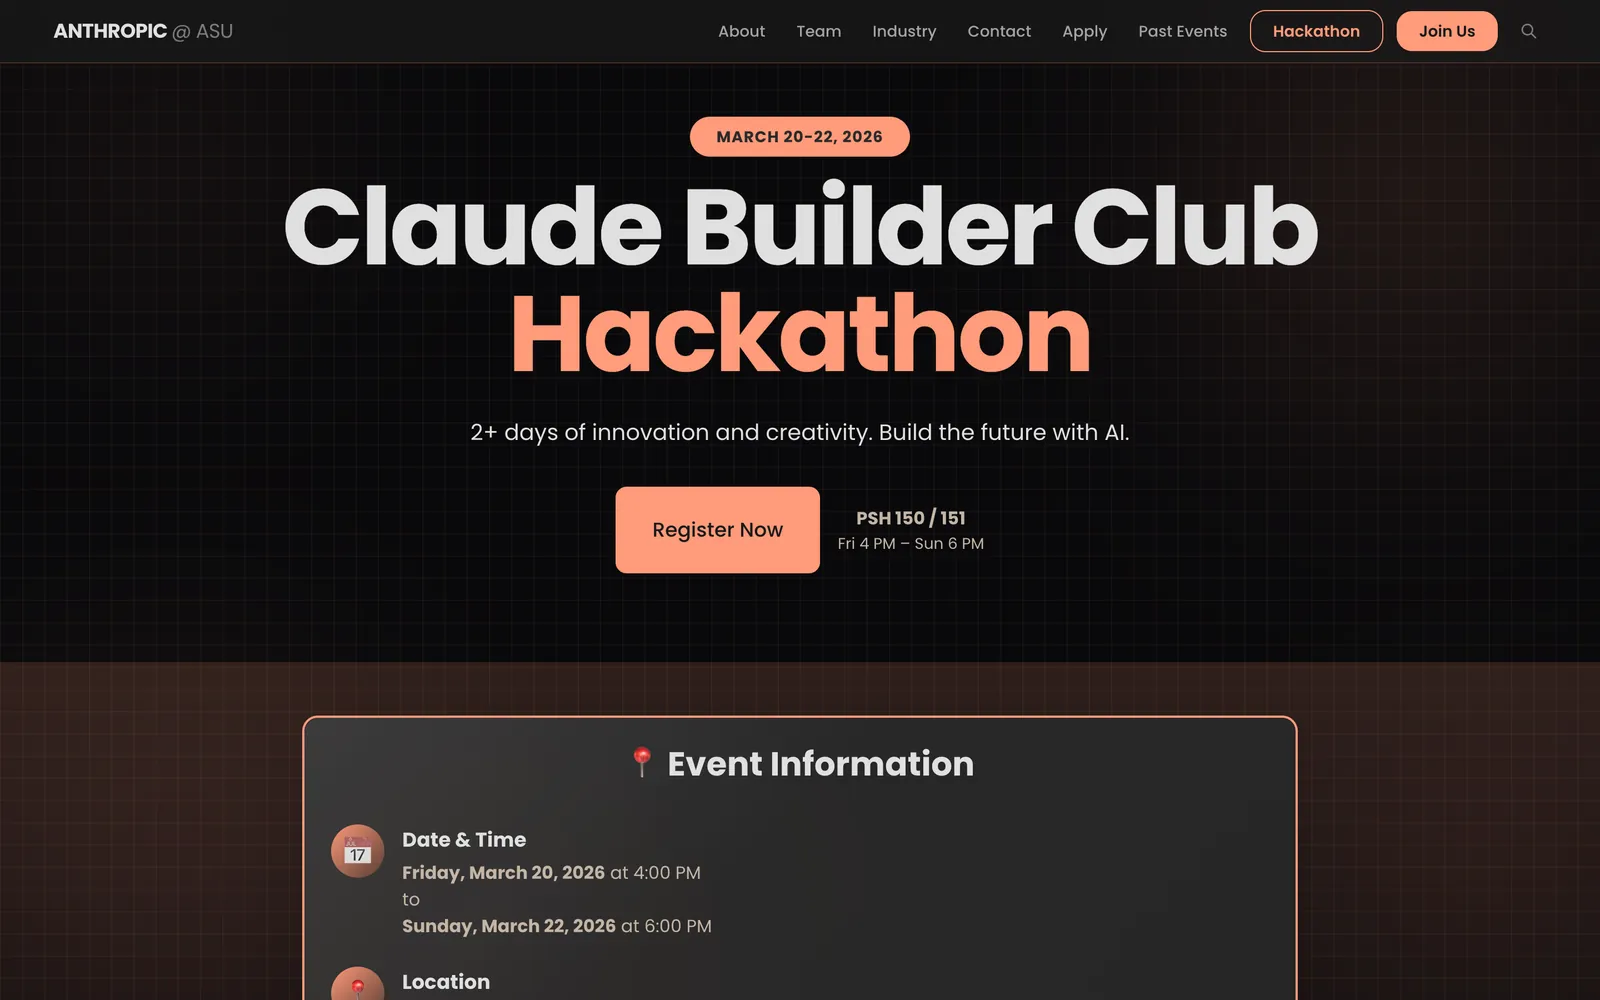 ANTHROPIC @ ASU
About
Team
Industry
Contact
Apply
Past Events
Hackathon
Join Us
MARCH 20-22, 2026
Claude Builder Club
Hackathon
2+ days of innovation and creativity. Build the future with AI.
Register Now
PSH 150 / 151
Fri 4 PM – Sun 6 PM
Event Information
17
Date & Time
Friday, March 20, 2026 at 4:00 PM
to
Sunday, March 22, 2026 at 6:00 PM
Location